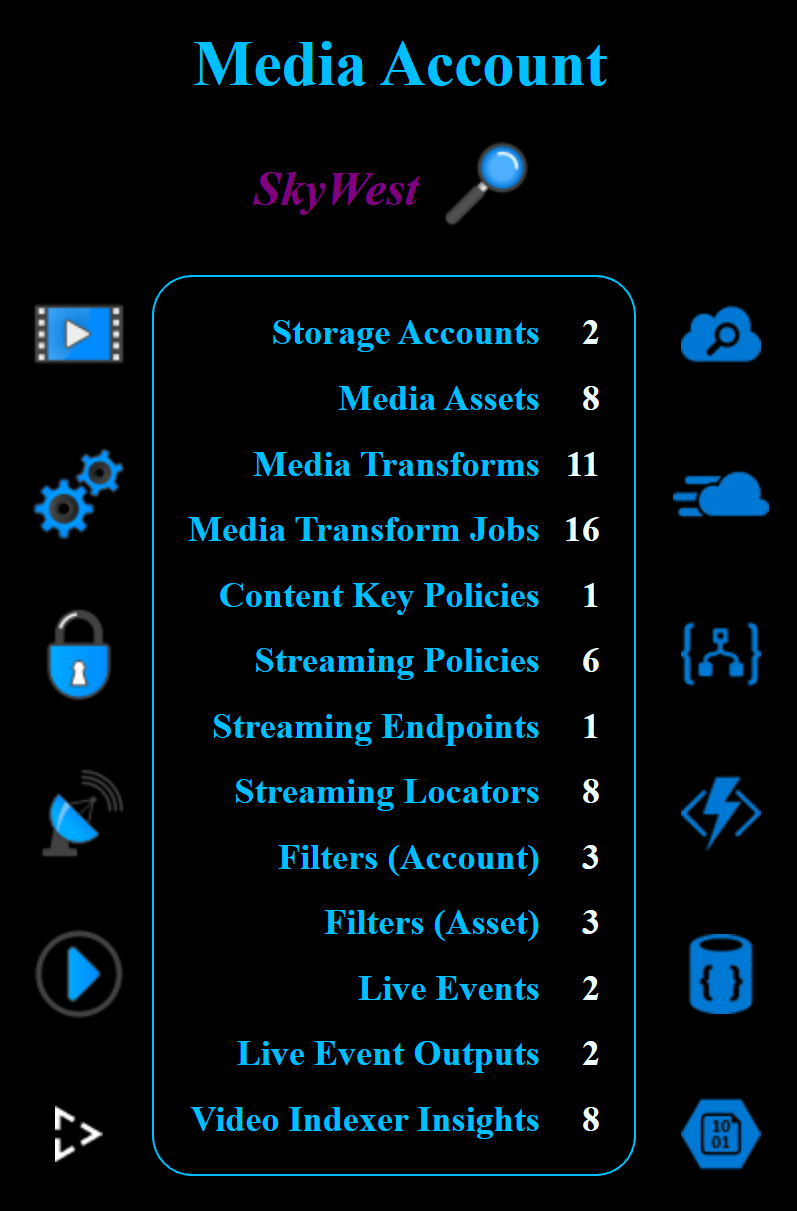 Media Account
SkyWest
Storage Accounts 2
Media Assets 8
Media Transforms 11
Media Transform Jobs 16
Content Key Policies 1
Streaming Policies 6
Streaming Endpoints 1
Streaming Locators 8
Filters (Account) 3
Filters (Asset) 3
Live Events 2
Live Event Outputs 2
Video Indexer Insights 8
10
01